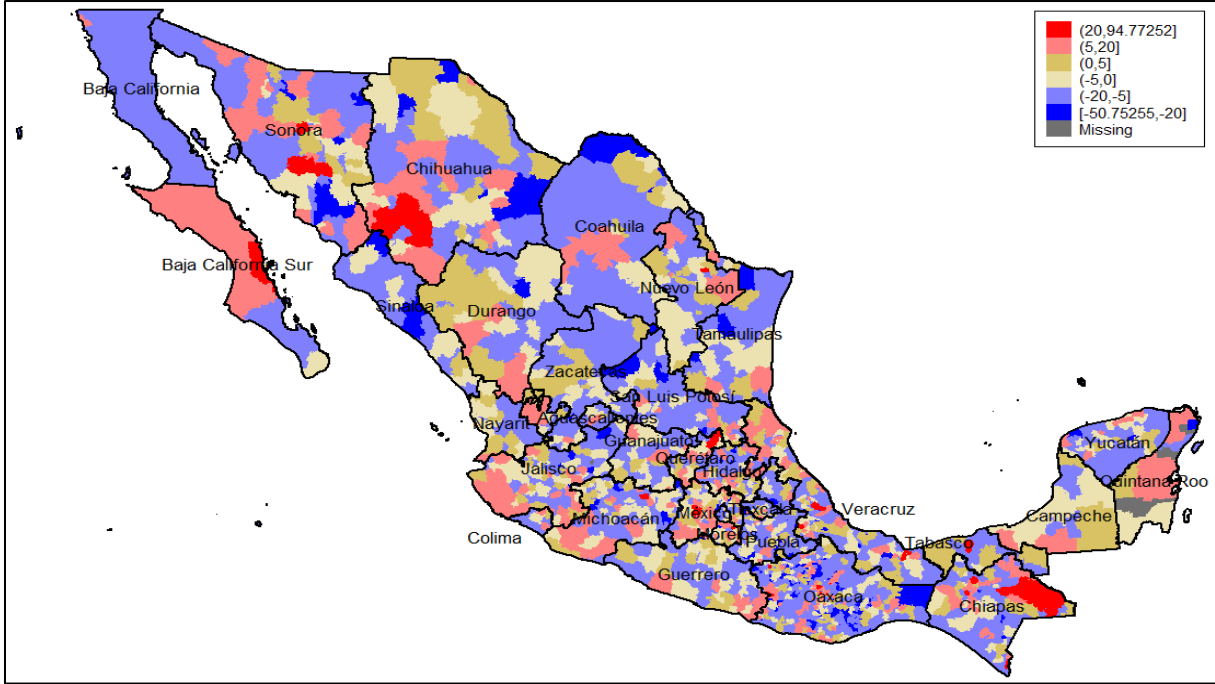 (20,94.77252]
(5,20]
(0,5]
(-5,0]
(-20,-5]
[-50.75255,-20]
Missing
Baja California
Sonora
Chihuahua
Coahuila
Baja California Sur
Nuevo León
Sinaloa
Durango
Tamaulipas
Zacatecas
San Luis Potosí
Nayarit
Aguascalientes
Guanajuato
Yucatán
Querétaro
Jalisco
Hidalgo
Quintana Roo
México
Tlaxcala
Veracruz
Michoacán
Campeche
Colima
Morelos
Puebla
Tabasco
Guerrero
Oaxaca
Chiapas